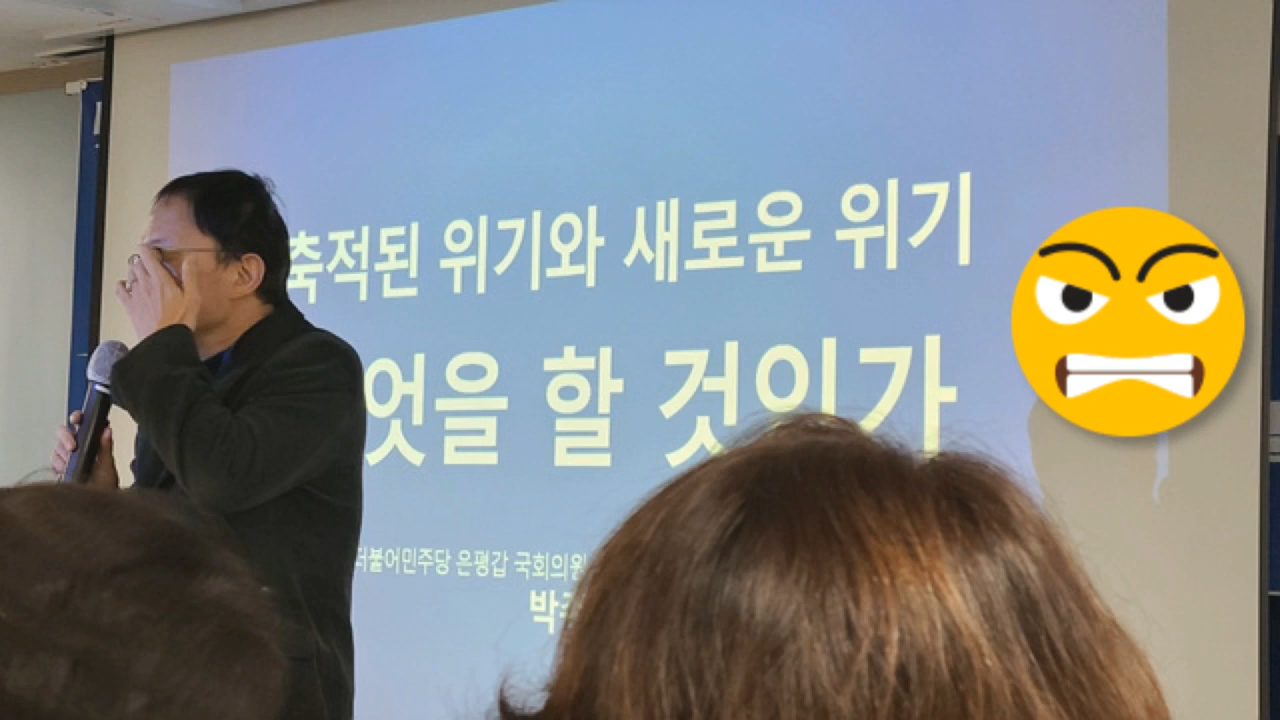 축적된 위기와 새로운 위기
엇을 할 것인가
더불어민주당 은평갑 국회의원
박